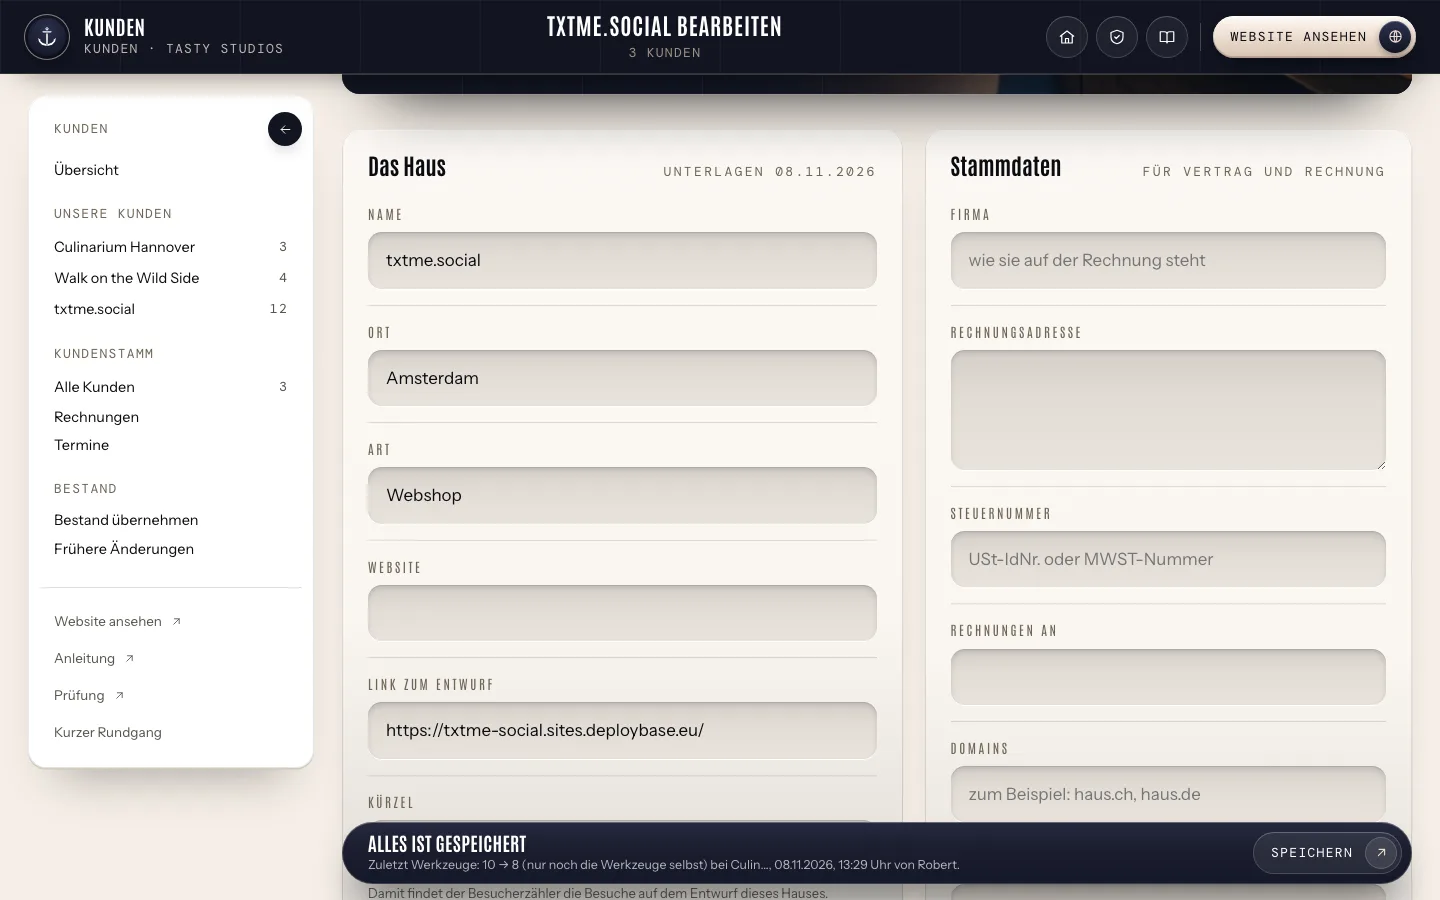 KUNDEN
KUNDEN · TASTY STUDIOS
TXTME.SOCIAL BEARBEITEN
3 KUNDEN
WEBSITE ANSEHEN
KUNDEN
Übersicht
UNSERE KUNDEN
Culinarium Hannover 3
Walk on the Wild Side 4
txtme.social 12
KUNDENSTAMM
Alle Kunden 3
Rechnungen
Termine
BESTAND
Bestand übernehmen
Frühere Änderungen
Website ansehen
Anleitung
Prüfung
Kurzer Rundgang
Das Haus
UNTERLAGEN 08.11.2026
NAME
txtme.social
ORT
Amsterdam
ART
Webshop
WEBSITE
LINK ZUM ENTWURF
https://txtme-social.sites.deploybase.eu/
KÜRZEL
Damit findet der Besucherzähler die Besuche auf dem Entwurf dieses Hauses.
Stammdaten
FÜR VERTRAG UND RECHNUNG
FIRMA
wie sie auf der Rechnung steht
RECHNUNGSADRESSE
STEUERNUMMER
USt-IdNr. oder MWST-Nummer
RECHNUNGEN AN
DOMAINS
zum Beispiel: haus.ch, haus.de
ALLES IST GESPEICHERT
Zuletzt Werkzeuge: 10 → 8 (nur noch die Werkzeuge selbst) bei Culin…, 08.11.2026, 13:29 Uhr von Robert.
SPEICHERN